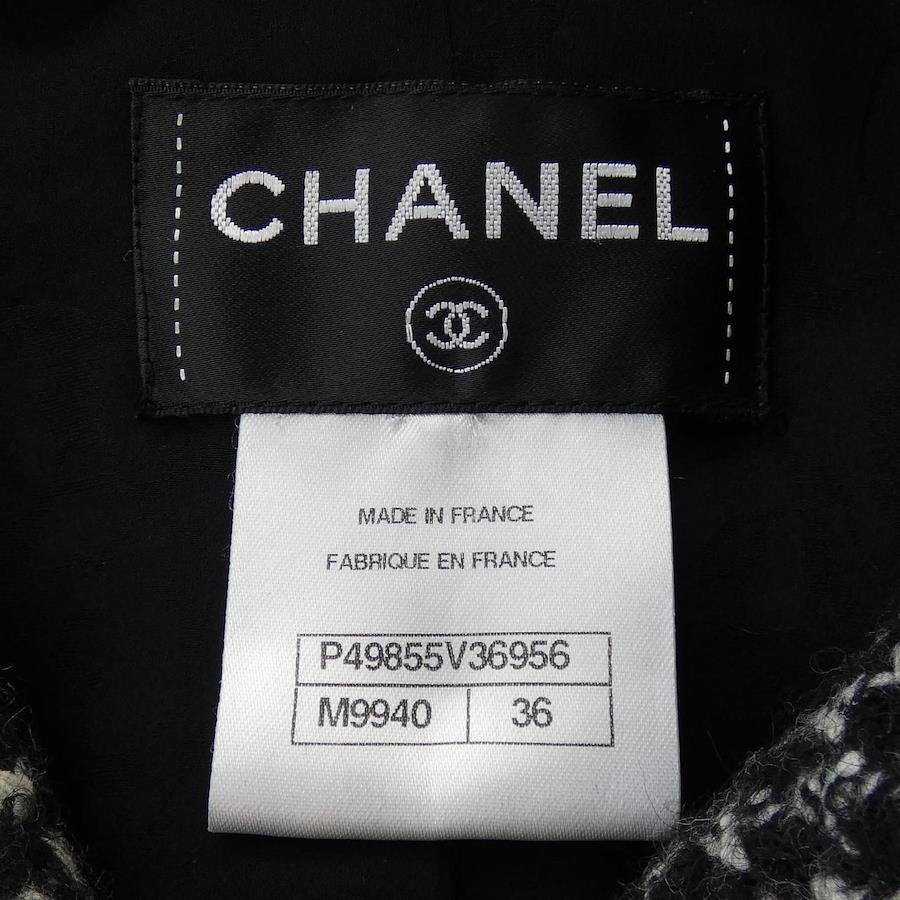 CHANEL
MADE IN FRANCE
FABRIQUE EN FRANCE
P49855V36956
M9940 36